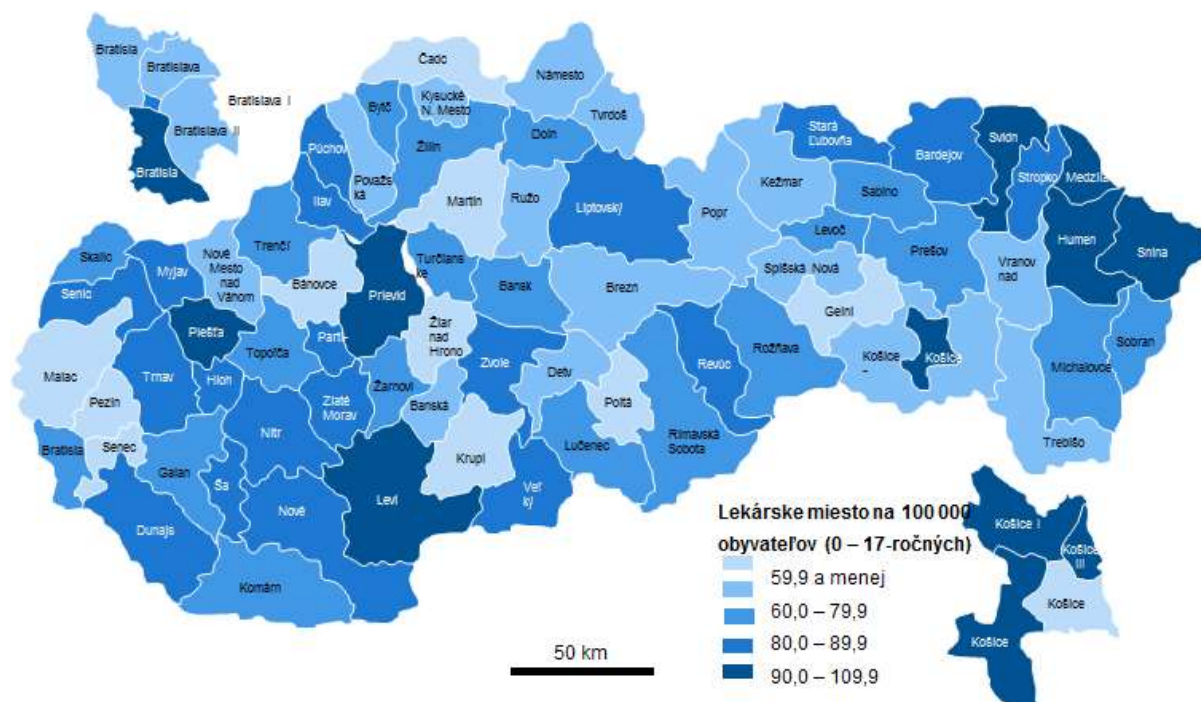 Bratisla
Bratislava
Bratislava I
Bratislava II
Bratisla
Čadc
Námesto
Bytč
Kysucké
N. Mesto
Tvrdoš
Púchov
Žilin
Doln
Stará
Ľubovňa
Svidn
Považs
ká
Bardejov
Medzila
Stropko
Ilav
Martin
Ružo
Liptovský
Kežmar
Sabino
Popr
Skalic
Trenčí
Turčians
ke
Levoč
Prešov
Humen
Snina
Nové
Mesto
nad
Vánom
Myjav
Vranov
nad
Spišská Nová
Senic
Bánovce
Prievid
Bansk
Brezn
Gelni
Piešťa
Žiar
nad
Hrono
Topoľča
Parti-
Zvole
Revúc
Rožňava
Košice
-
Košice
Sobran
Malac
Trnav
Hloh
Zlaté
Morav
Žarnovi
Detv
Michalovce
Pezin
Banská
Poltá
Nitr
Senec
Bratisla
Galan
Krupi
Lučenec
Rimavská
Sobota
Trebišo
Ša
Levi
Veľ
ký
Nové
Dunajs
Komárn
Lekárske miesto na 100 000
obyvateľov (0 – 17-ročných)
59,9 a menej
60,0 – 79,9
80,0 – 89,9
90,0 – 109,9
50 km
Košice I
Košice
III
Košice
Košice